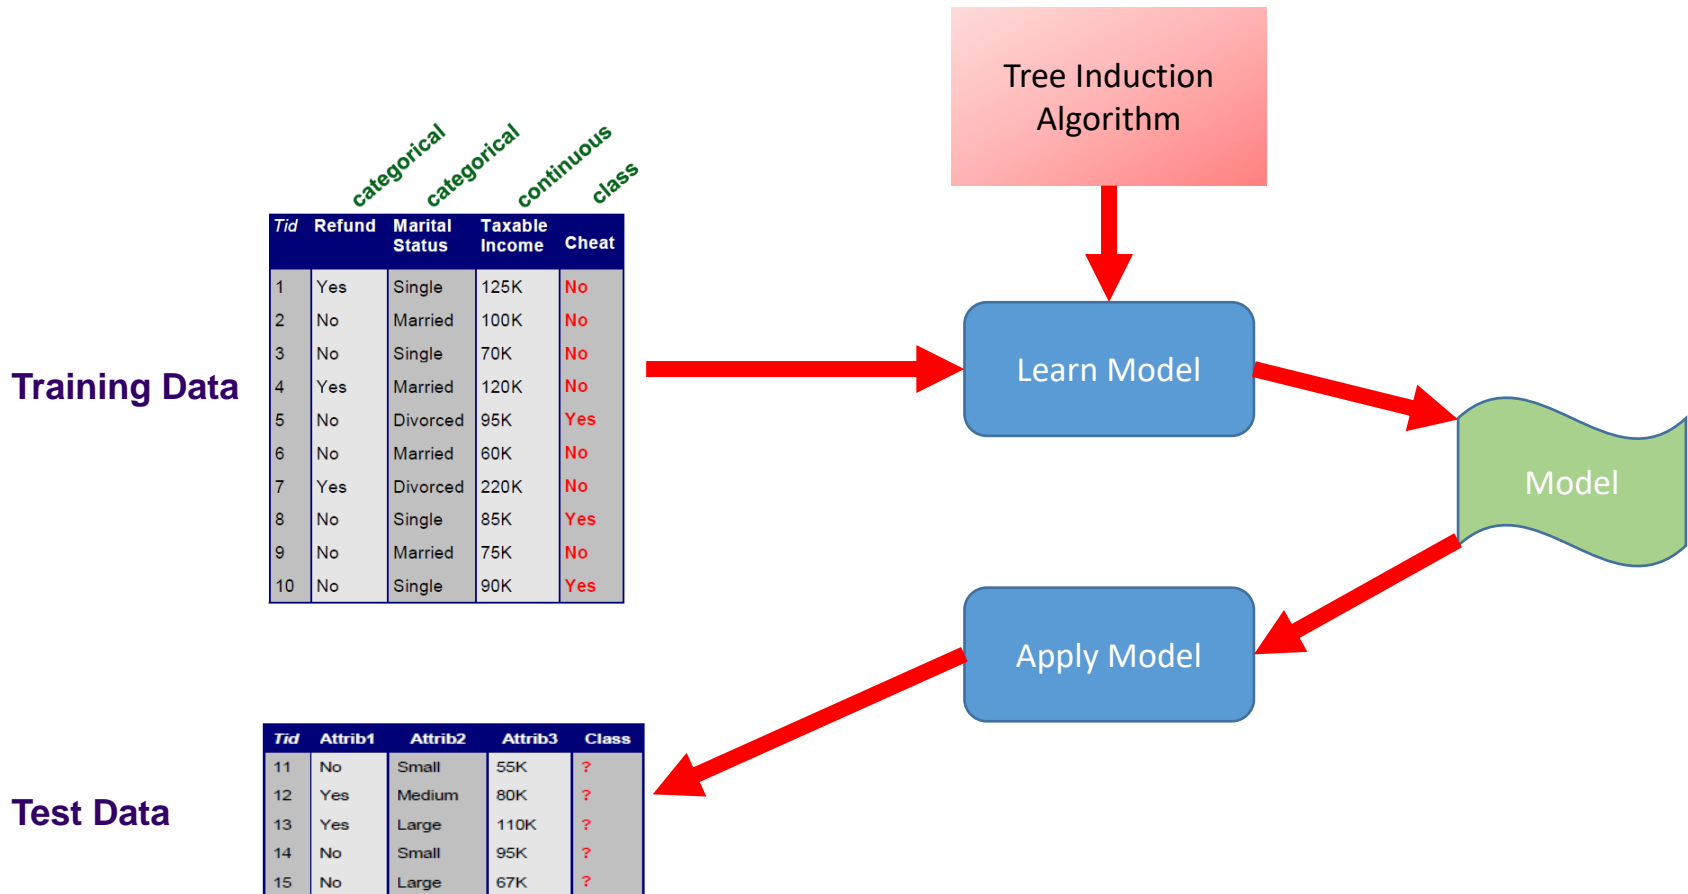 Tree Induction
Algorithm
categorical
categorical
continuous
class
Tid Refund Marital Status Taxable Income Cheat
1 Yes Single 125K No
2 No Married 100K No
3 No Single 70K No
4 Yes Married 120K No
5 No Divorced 95K Yes
6 No Married 60K No
7 Yes Divorced 220K No
8 No Single 85K Yes
9 No Married 75K No
10 No Single 90K Yes
Training Data
Learn Model
Model
Apply Model
Tid Attrib1 Attrib2 Attrib3 Class
11 No Small 55K ?
12 Yes Medium 80K ?
13 Yes Large 110K ?
14 No Small 95K ?
15 No Large 67K ?
Test Data